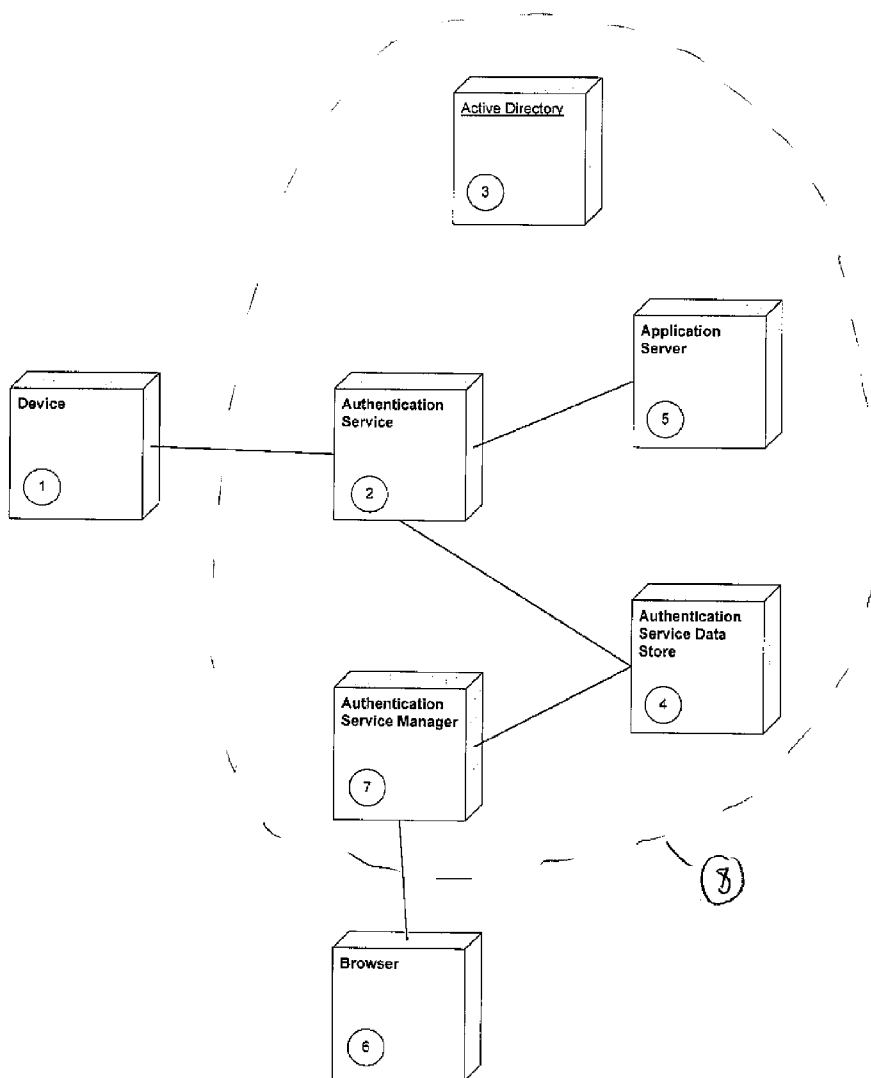 Active Directory
3
Application
Server
5
Device
1
Authentication
Service
2
Authentication
Service Data
Store
4
Authentication
Service Manager
7
8
Browser
6